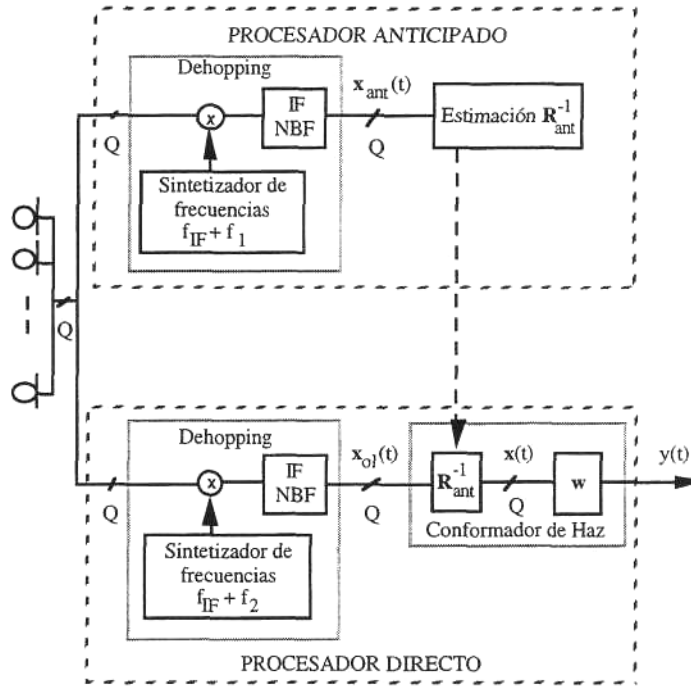 PROCESADOR ANTICIPADO
Dehopping
x
IF
NBF
x_ant(t)
Estimación R_ant^-1
Q
Q
Sintetizador de
frecuencias
f_IF + f_1
Q
Dehopping
x
IF
NBF
x_ol(t)
R_ant^-1
x(t)
w
y(t)
Q
Q
Q
Conformador de Haz
Sintetizador de
frecuencias
f_IF + f_2
PROCESADOR DIRECTO